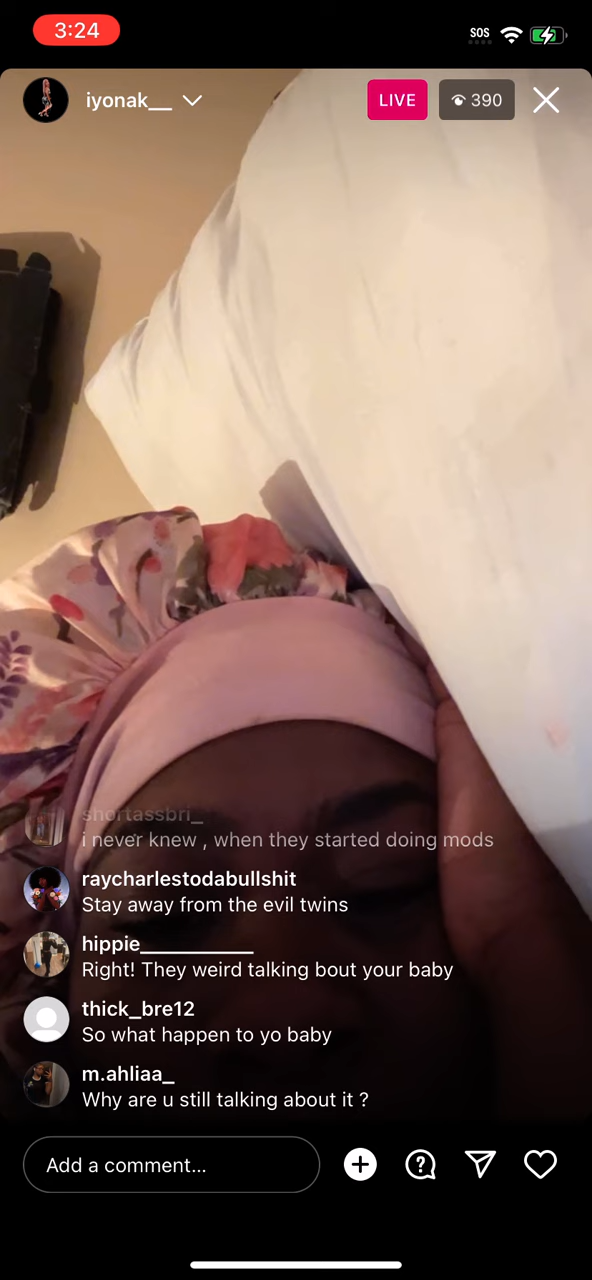 3:24
SOS
iyonak__
LIVE
390
shortassbri_
i never knew , when they started doing mods
raycharlestodabullshit
Stay away from the evil twins
hippie___________
Right! They weird talking bout your baby
thick_bre12
So what happen to yo baby
m.ahliaa_
Why are u still talking about it ?
Add a comment...